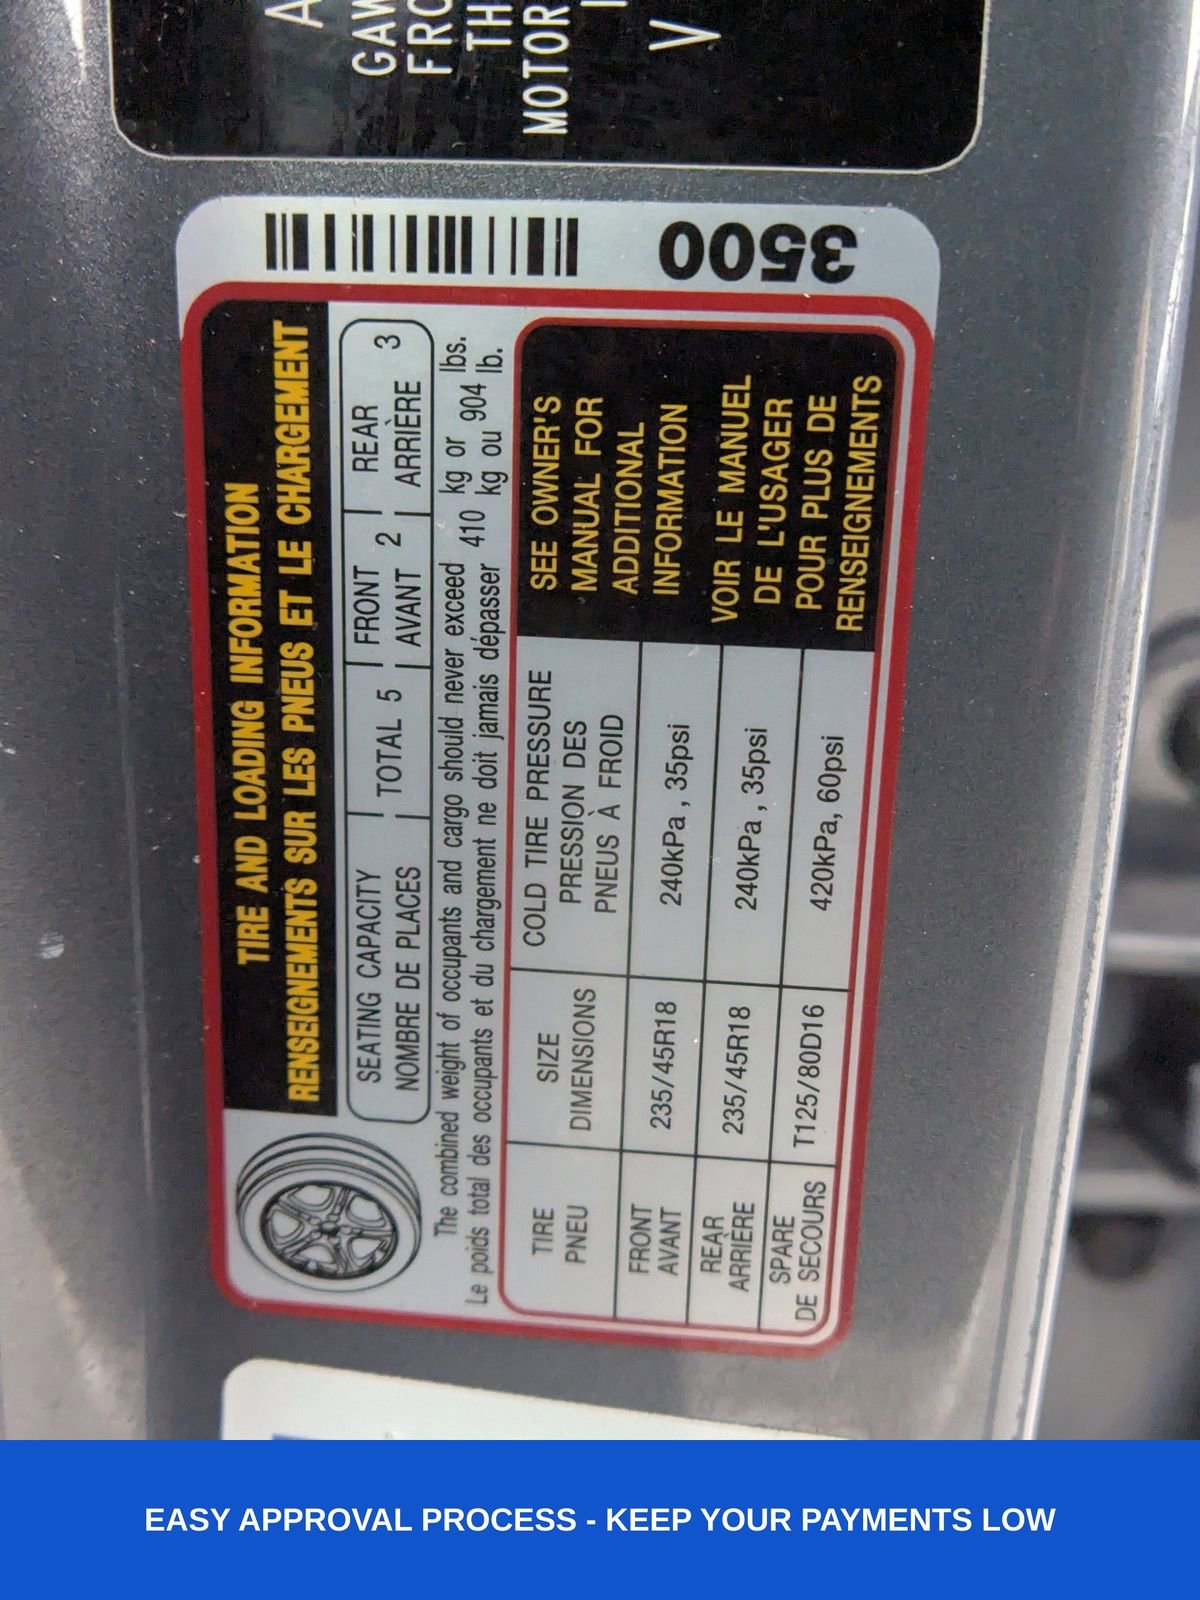 A
GAW
FRO
TH
MOTOR
V
3500
TIRE AND LOADING INFORMATION
RENSEIGNEMENTS SUR LES PNEUS ET LE CHARGEMENT
SEATING CAPACITY TOTAL 5 FRONT 2 REAR 3
NOMBRE DE PLACES AVANT ARRIÈRE
The combined weight of occupants and cargo should never exceed 410 kg or 904 lbs.
Le poids total des occupants et du chargement ne doit jamais dépasser kg ou lb.
TIRE SIZE COLD TIRE PRESSURE
PNEU DIMENSIONS PRESSION DES
PNEUS À FROID
FRONT 235/45R18 240kPa , 35psi
AVANT
REAR 235/45R18 240kPa , 35psi
ARRIÈRE
SPARE T125/80D16 420kPa, 60psi
DE SECOURS
SEE OWNER'S
MANUAL FOR
ADDITIONAL
INFORMATION
VOIR LE MANUEL
DE L'USAGER
POUR PLUS DE
RENSEIGNEMENTS
EASY APPROVAL PROCESS - KEEP YOUR PAYMENTS LOW